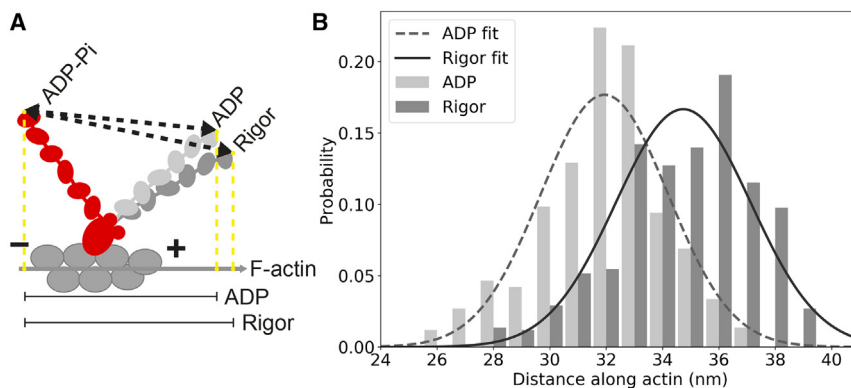 A
ADP-Pi
ADP
Rigor
−
+
F-actin
ADP
Rigor
B
ADP fit
Rigor fit
ADP
Rigor
Probability
0.20
0.15
0.10
0.05
0.00
24 26 28 30 32 34 36 38 40
Distance along actin (nm)